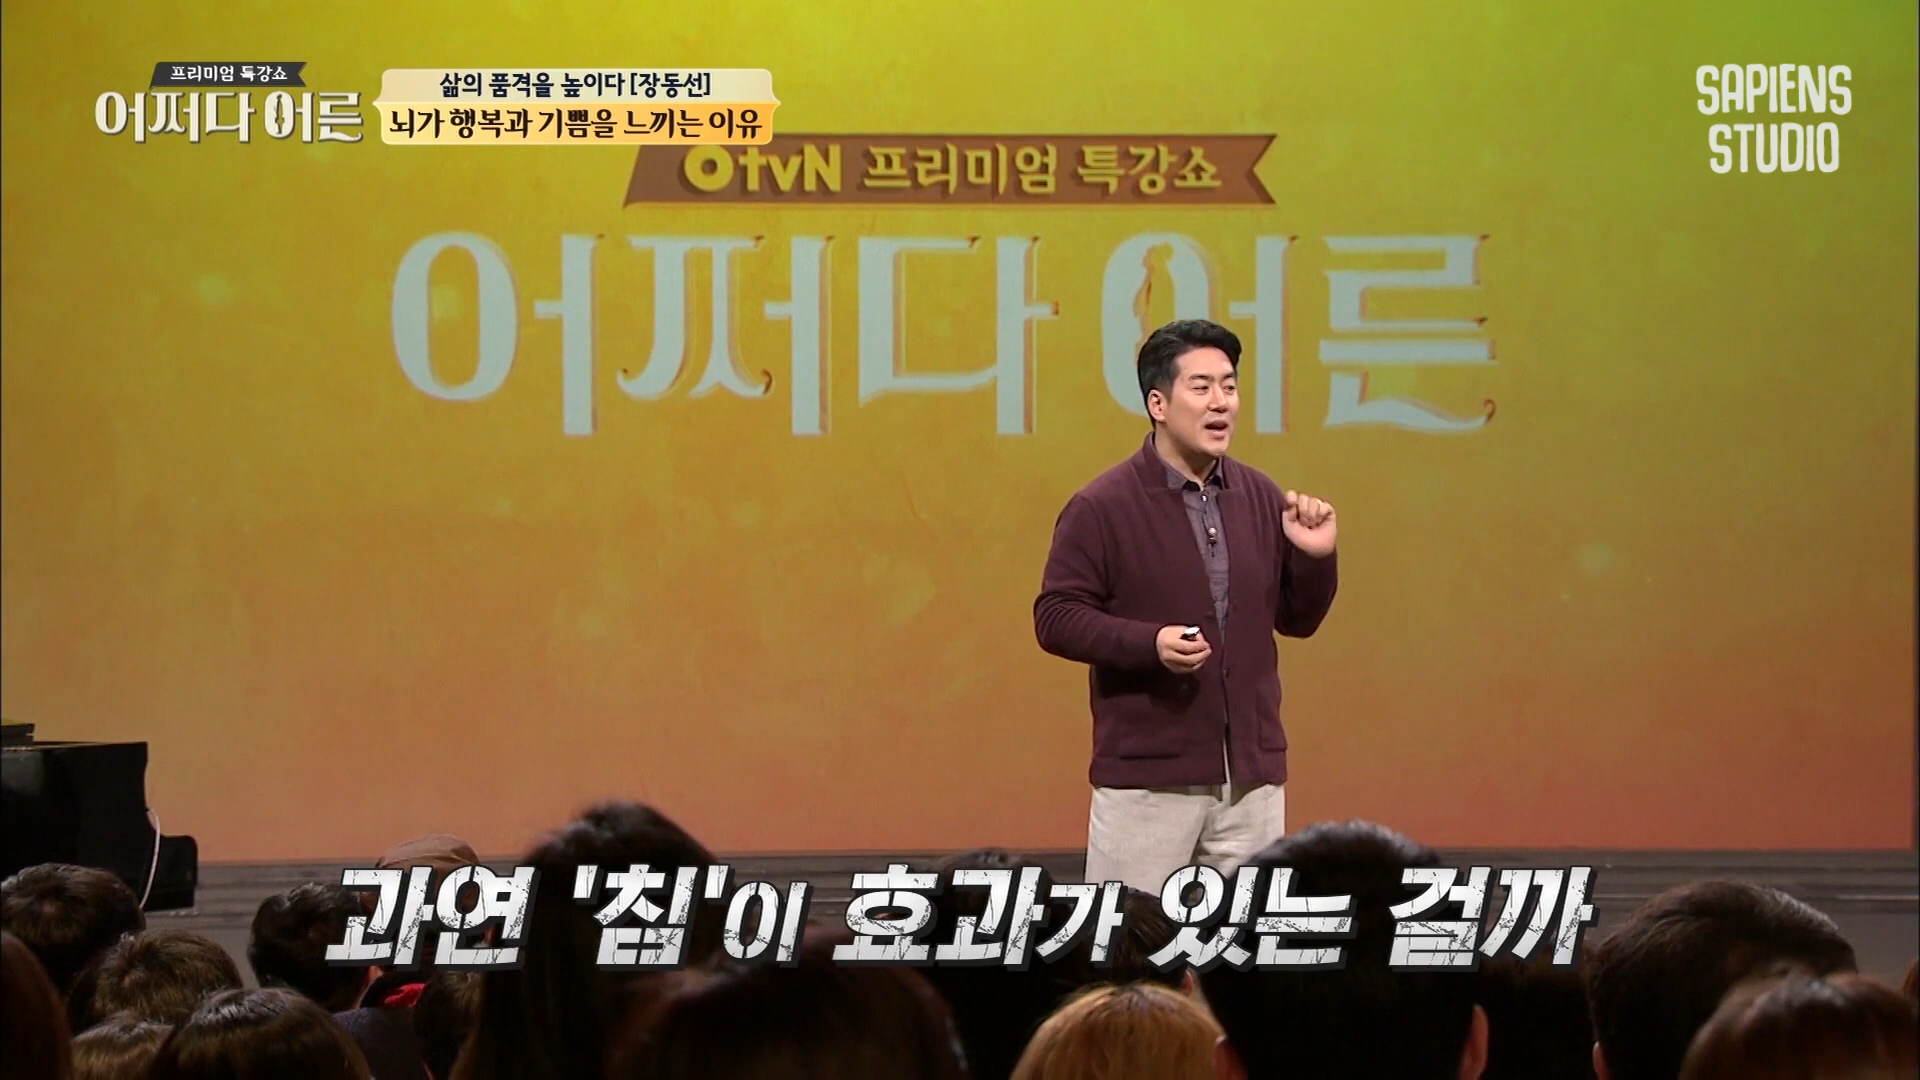 프리미엄 특강쇼
어쩌다 어른
삶의 품격을 높이다 [장동선]
뇌가 행복과 기쁨을 느끼는 이유
SAPIENS
STUDIO
OtvN 프리미엄 특강쇼
어쩌다 어른
과연 '칩'이 효과가 있는 걸까